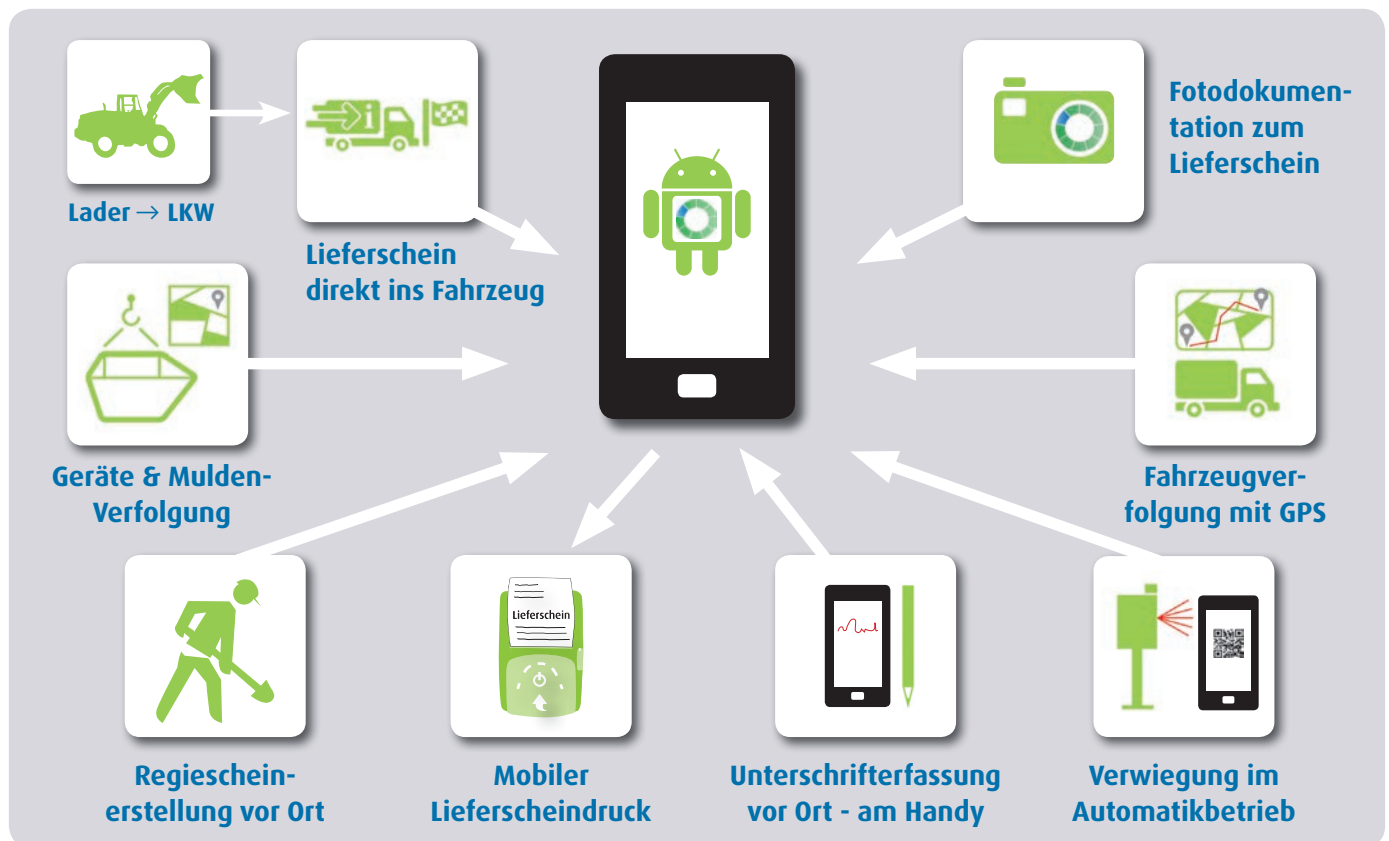 Lader → LKW
Lieferschein
direkt ins Fahrzeug
Fotodokumen-
tation zum
Lieferschein
Geräte & Mulden-
Verfolgung
Fahrzeugver-
folgung mit GPS
Regieschein-
erstellung vor Ort
Lieferschein
Mobiler
Lieferscheindruck
Unterschrifterfassung
vor Ort - am Handy
Verwiegung im
Automatikbetrieb